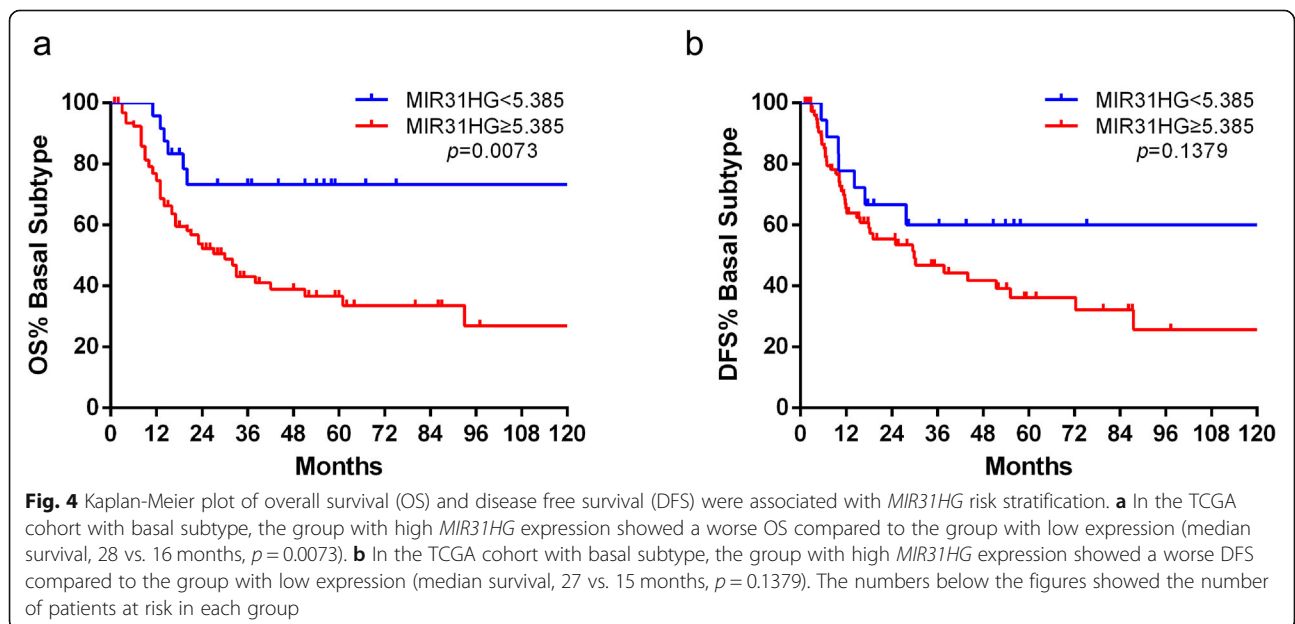 a
MIR31HG<5.385
MIR31HG≥5.385
p=0.0073
OS% Basal Subtype
100
80
60
40
20
0
0 12 24 36 48 60 72 84 96 108 120
Months
b
MIR31HG<5.385
MIR31HG≥5.385
p=0.1379
DFS% Basal Subtype
100
80
60
40
20
0
0 12 24 36 48 60 72 84 96 108 120
Months
Fig. 4 Kaplan-Meier plot of overall survival (OS) and disease free survival (DFS) were associated with MIR31HG risk stratification. a In the TCGA
cohort with basal subtype, the group with high MIR31HG expression showed a worse OS compared to the group with low expression (median
survival, 28 vs. 16 months, p = 0.0073). b In the TCGA cohort with basal subtype, the group with high MIR31HG expression showed a worse DFS
compared to the group with low expression (median survival, 27 vs. 15 months, p = 0.1379). The numbers below the figures showed the number
of patients at risk in each group